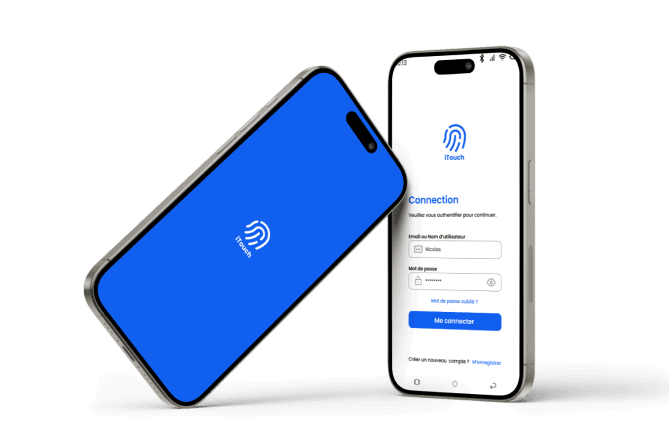 iTouch
iTouch
Connection
Veuillez vous authentifier pour continuer.
Email ou Nom d'utilisateur
Nicolas
Mot de passe
••••••••
Mot de passe oublié ?
Me connecter
Créer un nouveau compte ? M'enregistrer